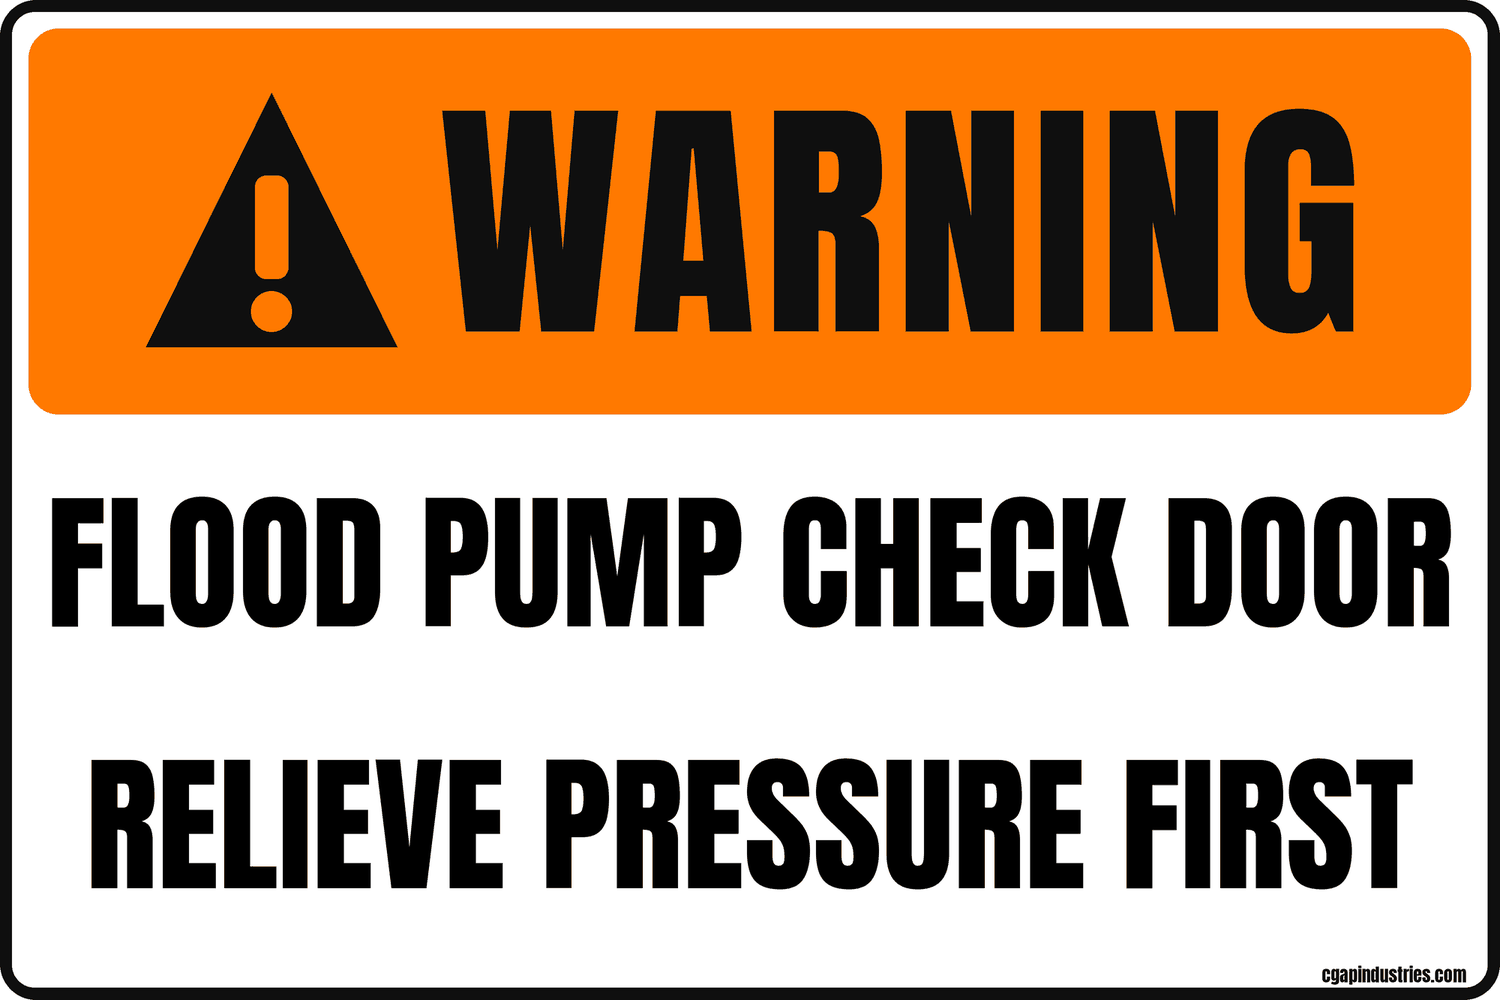 WARNING
FLOOD PUMP CHECK DOOR
RELIEVE PRESSURE FIRST
cgapindustries.com